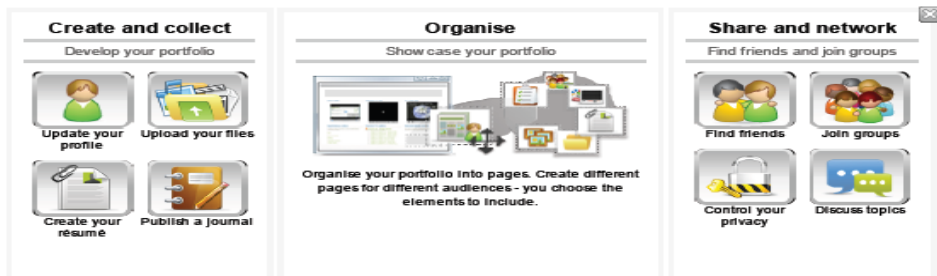 Create and collect
Develop your portfolio
Update your profile
Upload your files
Create your résumé
Publish a journal
Organise
Show case your portfolio
Organise your portfolio into pages. Create different
pages for different audiences - you choose the
elements to include.
Share and network
Find friends and join groups
Find friends
Join groups
Control your privacy
Discuss topics